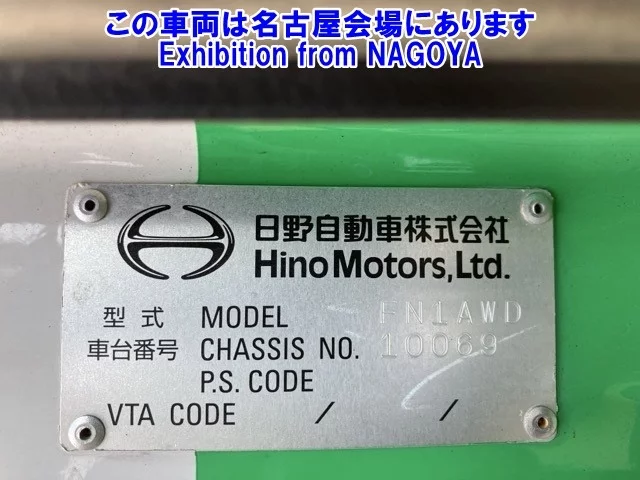 この車両は名古屋会場にあります
Exhibition from NAGOYA
日野自動車株式会社
Hino Motors, Ltd.
型式 MODEL FN1AWD
車台番号 CHASSIS NO. 10069
P.S. CODE
VTA CODE / /